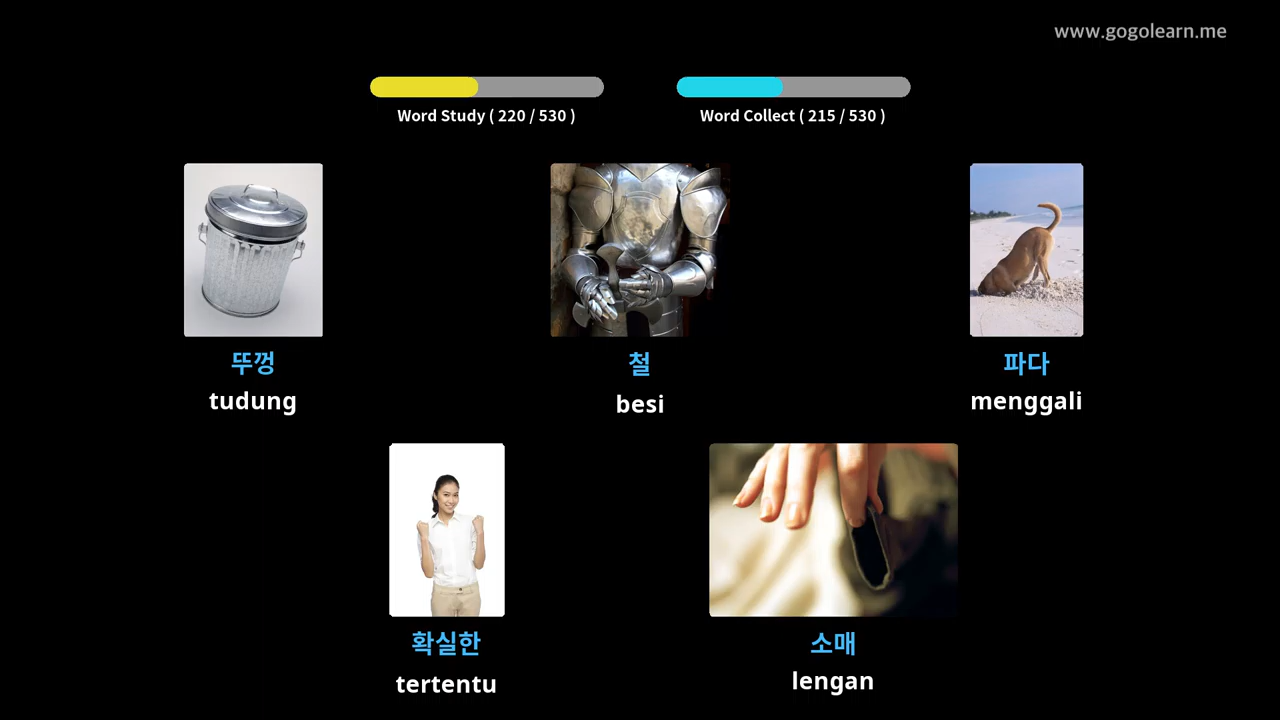 www.gogolearn.me
Word Study ( 220 / 530 )
Word Collect ( 215 / 530 )
뚜껑
tudung
철
besi
파다
menggali
확실한
tertentu
소매
lengan